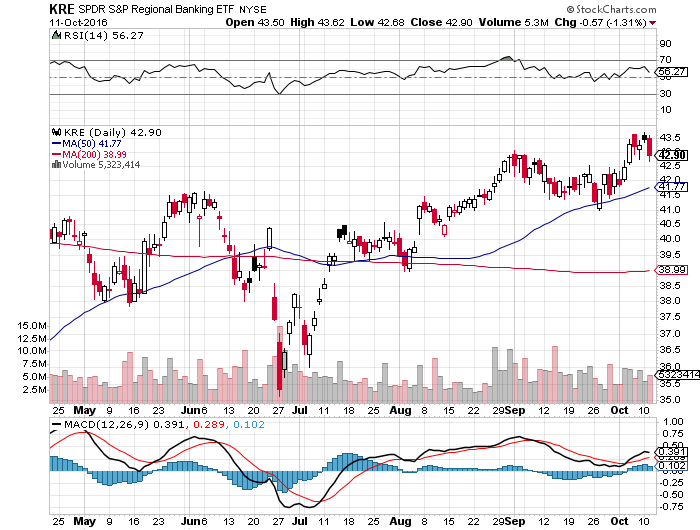 KRE SPDR S&P Regional Banking ETF NYSE
© StockCharts.com
11-Oct-2016
Open 43.50 High 43.62 Low 42.68 Close 42.90 Volume 5.3M Chg -0.57 (-1.31%)
RSI(14) 56.27
90
70
56.27
50
30
10
KRE (Daily) 42.90
MA(50) 41.77
MA(200) 38.99
Volume 5,323,414
43.5
42.90
42.5
42.0
41.77
41.5
41.0
40.5
40.0
39.5
38.99
38.5
38.0
37.5
37.0
36.5
36.0
35.5
35.0
5323414
15.0M
12.5M
10.0M
7.5M
5.0M
2.5M
25 May 9 16 23 Jun 6 13 20 27 Jul 11 18 25 Aug 8 15 22 29 Sep 12 19 26 Oct 10
MACD(12,26,9) 0.391, 0.289, 0.102
1.00
0.75
0.391
0.102
0.00
-0.25
-0.50
-0.75
25 May 9 16 23 Jun 6 13 20 27 Jul 11 18 25 Aug 8 15 22 29 Sep 12 19 26 Oct 10